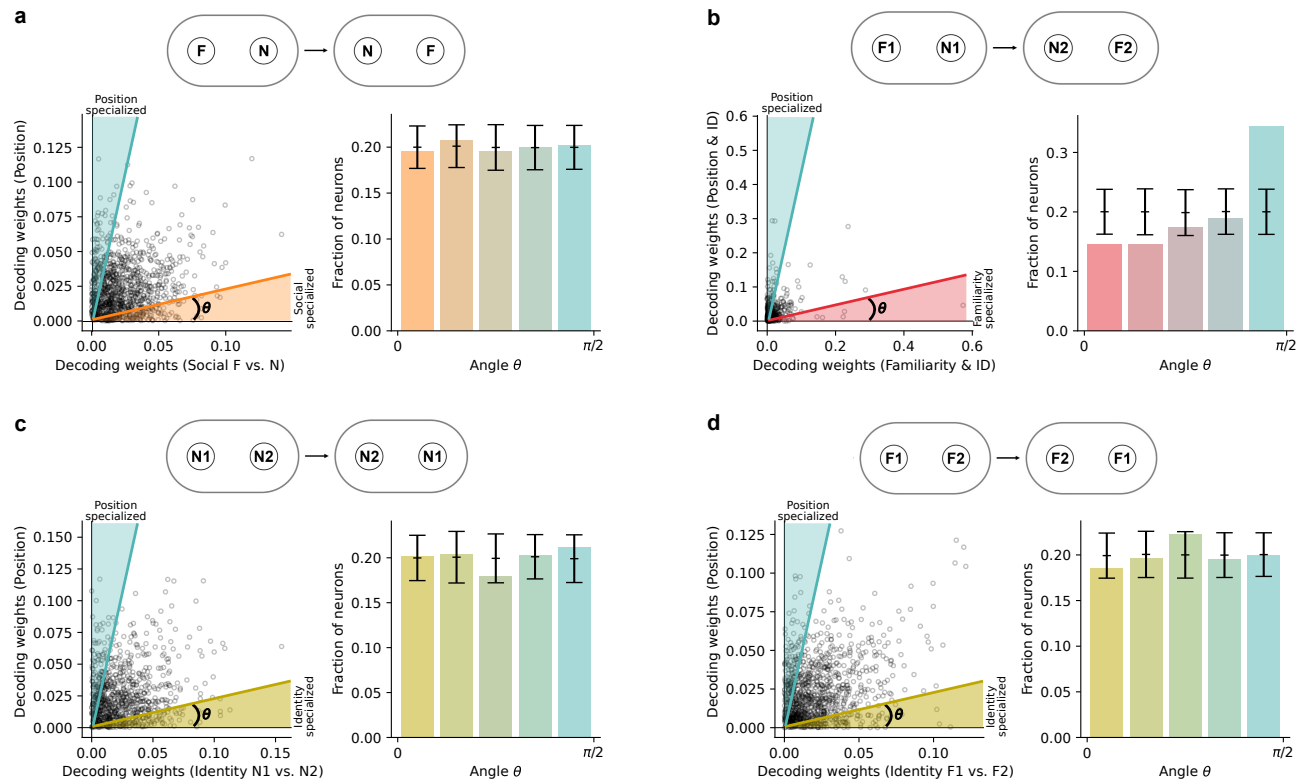 a
F N N F
Position
specialized
Decoding weights (Position)
0.125
0.100
0.075
0.050
0.025
0.000
θ
Social
specialized
0.00 0.05 0.10
Decoding weights (Social F vs. N)
Fraction of neurons
0.20
0.15
0.10
0.05
0.00
0 π/2
Angle θ
b
F1 N1 N2 F2
Position
specialized
Decoding weights (Position & ID)
0.6
0.5
0.4
0.3
0.2
0.1
0.0
θ
Familiarity
specialized
0.0 0.2 0.4 0.6
Decoding weights (Familiarity & ID)
Fraction of neurons
0.3
0.2
0.1
0.0
0 π/2
Angle θ
c
N1 N2 N2 N1
Position
specialized
Decoding weights (Position)
0.150
0.125
0.100
0.075
0.050
0.025
0.000
θ
Identity
specialized
0.00 0.05 0.10 0.15
Decoding weights (Identity N1 vs. N2)
Fraction of neurons
0.20
0.15
0.10
0.05
0.00
0 π/2
Angle θ
d
F1 F2 F2 F1
Position
specialized
Decoding weights (Position)
0.125
0.100
0.075
0.050
0.025
0.000
θ
Identity
specialized
0.00 0.05 0.10
Decoding weights (Identity F1 vs. F2)
Fraction of neurons
0.20
0.15
0.10
0.05
0.00
0 π/2
Angle θ